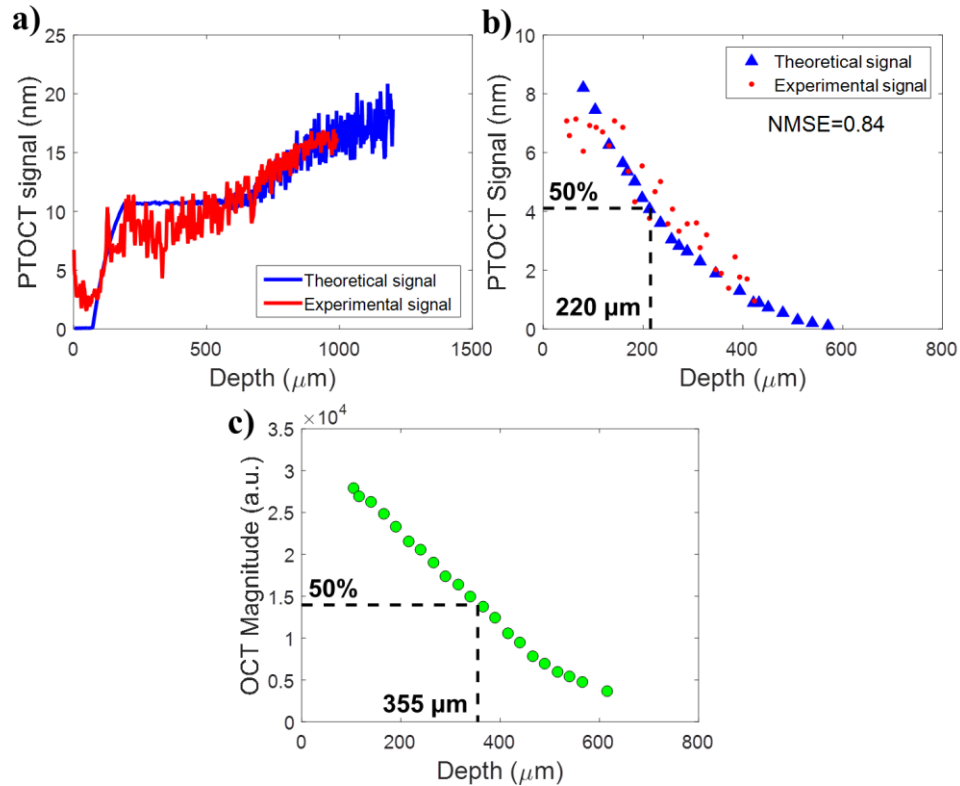 a)
PTOCT signal (nm)
25
20
15
10
5
0
Theoretical signal
Experimental signal
0 500 1000 1500
Depth (μm)
b)
PTOCT Signal (nm)
10
8
6
4
2
0
Theoretical signal
Experimental signal
NMSE=0.84
50%
220 μm
0 200 400 600 800
Depth (μm)
c)
×10⁴
OCT Magnitude (a.u.)
3.5
3
2.5
2
1.5
1
0.5
0
50%
355 μm
0 200 400 600 800
Depth (μm)